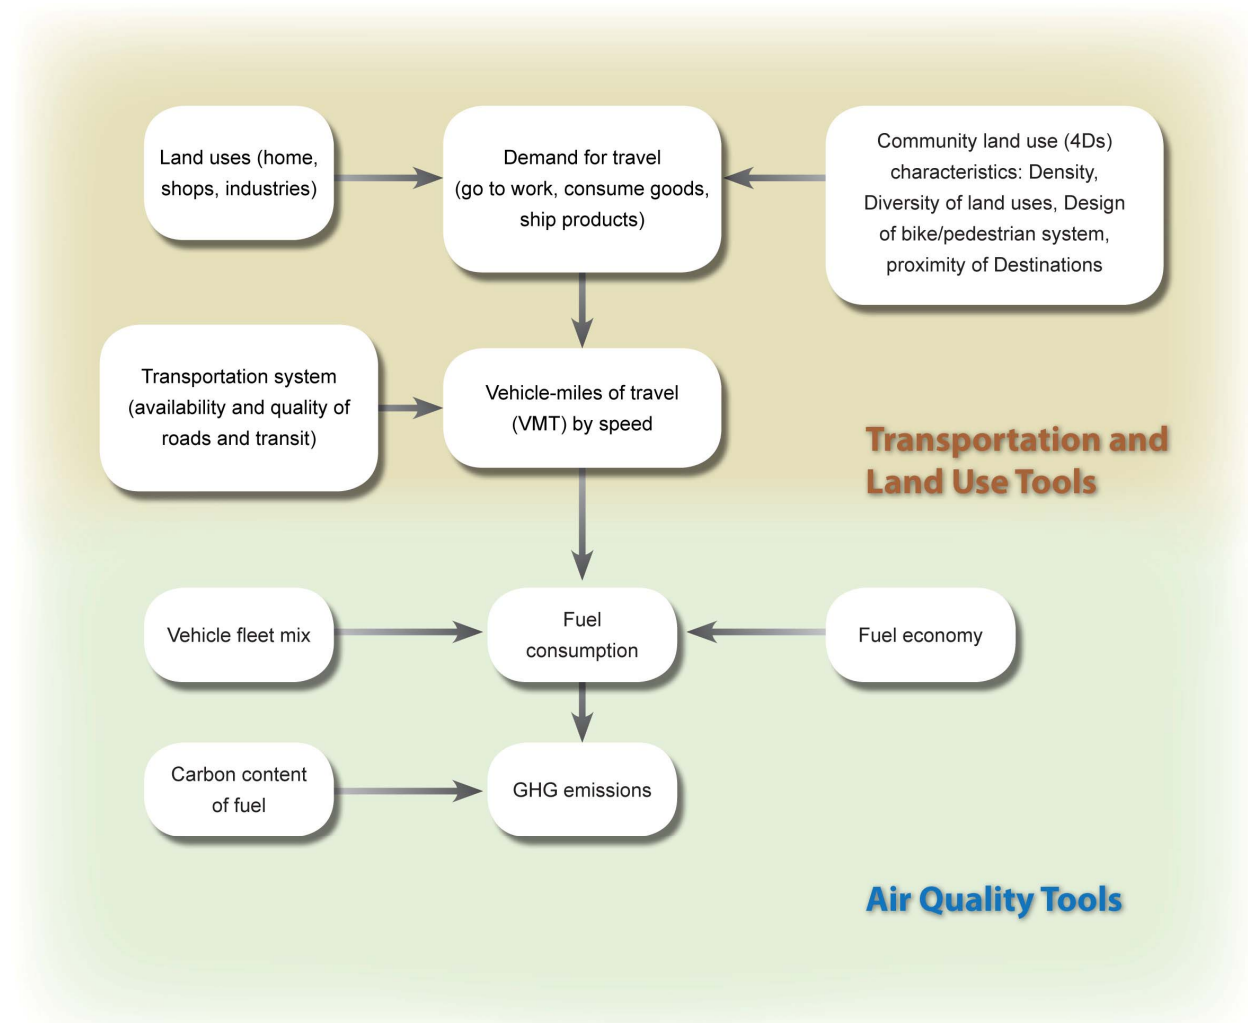 Land uses (home,
shops, industries)
Demand for travel
(go to work, consume goods,
ship products)
Community land use (4Ds)
characteristics: Density,
Diversity of land uses, Design
of bike/pedestrian system,
proximity of Destinations
Transportation system
(availability and quality of
roads and transit)
Vehicle-miles of travel
(VMT) by speed
Transportation and
Land Use Tools
Vehicle fleet mix
Fuel
consumption
Fuel economy
Carbon content
of fuel
GHG emissions
Air Quality Tools